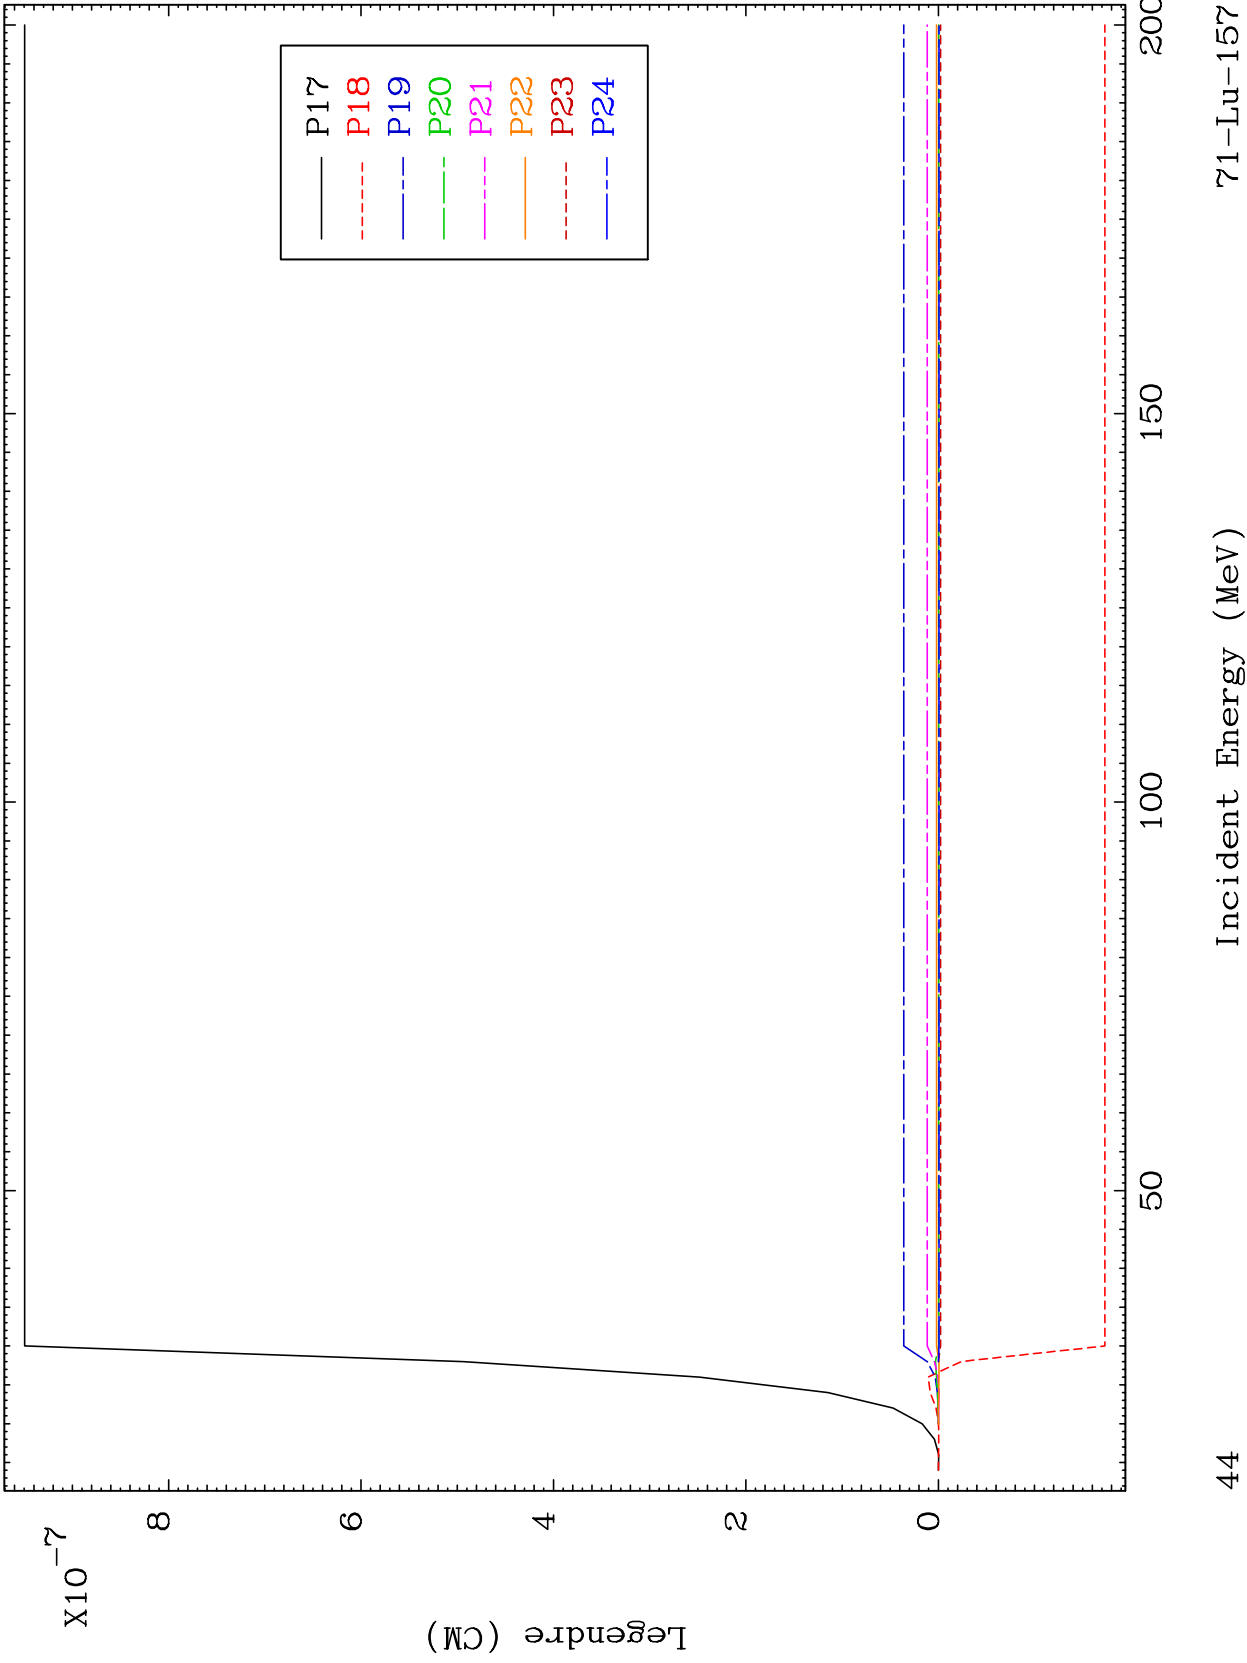 X10⁻⁷
8
6
4
2
0
Legendre (CM)
P17
P18
P19
P20
P21
P22
P23
P24
50
100
150
200
Incident Energy (MeV)
44
71-Lu-157